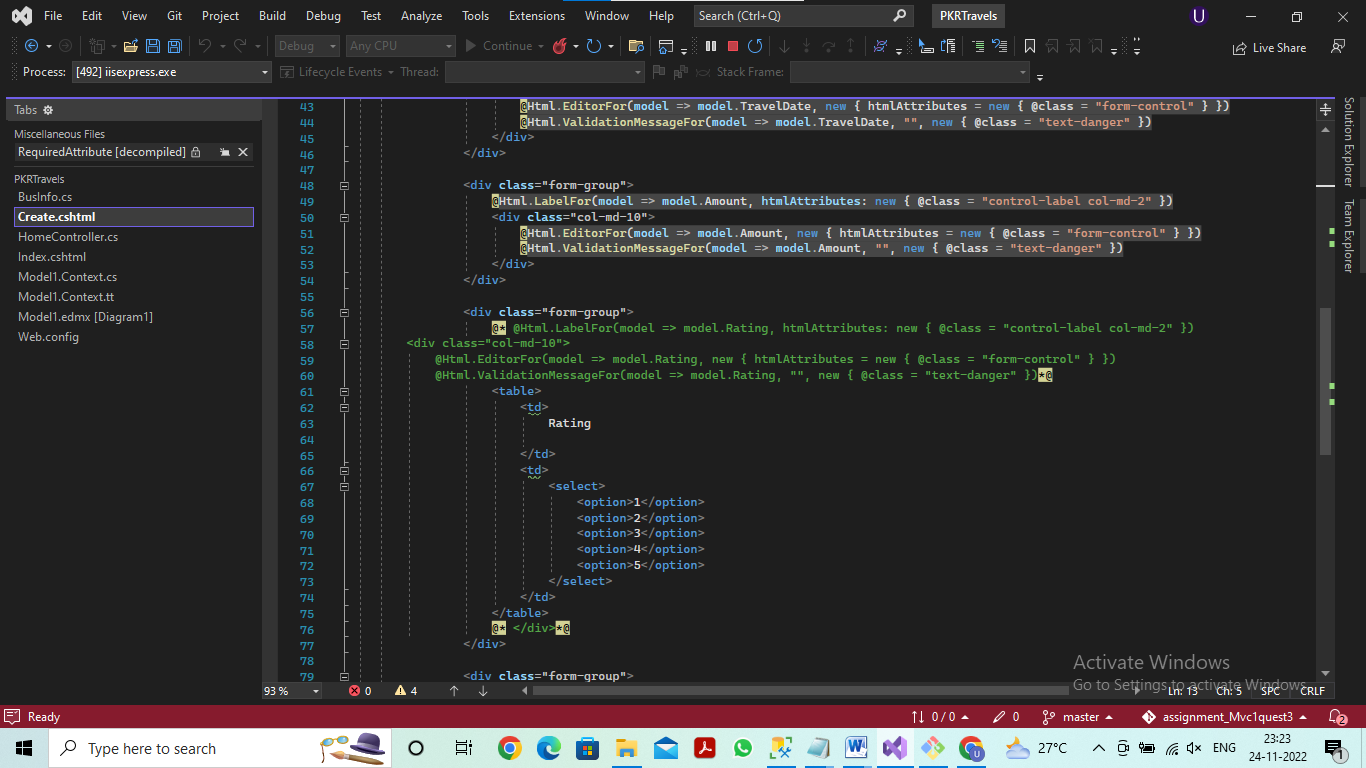 File Edit View Git Project Build Debug Test Analyze Tools Extensions Window Help Search (Ctrl+Q) PKRTravels U
Debug Any CPU Continue Live Share
Process: [492] iisexpress.exe Lifecycle Events Thread: Stack Frame:
Tabs
Miscellaneous Files
RequiredAttribute [decompiled]
PKRTravels
BusInfo.cs
Create.cshtml
HomeController.cs
Index.cshtml
Model1.Context.cs
Model1.Context.tt
Model1.edmx [Diagram1]
Web.config
43 @Html.EditorFor(model => model.TravelDate, new { htmlAttributes = new { @class = "form-control" } })
44 @Html.ValidationMessageFor(model => model.TravelDate, "", new { @class = "text-danger" })
45 </div>
46 </div>
47
48 <div class="form-group">
49 @Html.LabelFor(model => model.Amount, htmlAttributes: new { @class = "control-label col-md-2" })
50 <div class="col-md-10">
51 @Html.EditorFor(model => model.Amount, new { htmlAttributes = new { @class = "form-control" } })
52 @Html.ValidationMessageFor(model => model.Amount, "", new { @class = "text-danger" })
53 </div>
54 </div>
55
56 <div class="form-group">
57 @* @Html.LabelFor(model => model.Rating, htmlAttributes: new { @class = "control-label col-md-2" })
58 <div class="col-md-10">
59 @Html.EditorFor(model => model.Rating, new { htmlAttributes = new { @class = "form-control" } })
60 @Html.ValidationMessageFor(model => model.Rating, "", new { @class = "text-danger" })*@
61 <table>
62 <td>
63 Rating
64
65 </td>
66 <td>
67 <select>
68 <option>1</option>
69 <option>2</option>
70 <option>3</option>
71 <option>4</option>
72 <option>5</option>
73 </select>
74 </td>
75 </table>
76 @* </div>*@
77 </div>
78
79 <div class="form-group">
Solution Explorer
Team Explorer
Activate Windows
Go to Settings to activate Windows.
93 % 0 4 Ln: 13 Ch: 5 SPC CRLF
Ready 0 / 0 0 master assignment_Mvc1quest3 2
Type here to search 27°C ENG 23:23
24-11-2022 1